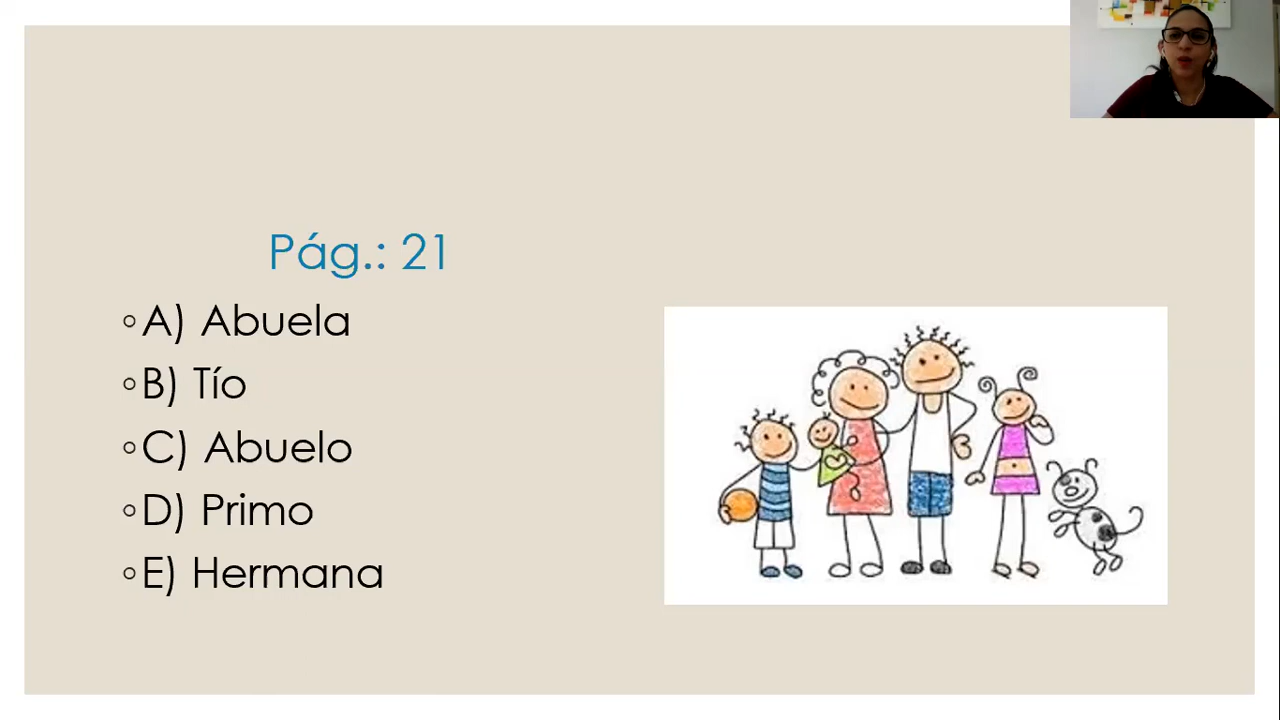 Pág.: 21
◦A) Abuela
◦B) Tío
◦C) Abuelo
◦D) Primo
◦E) Hermana